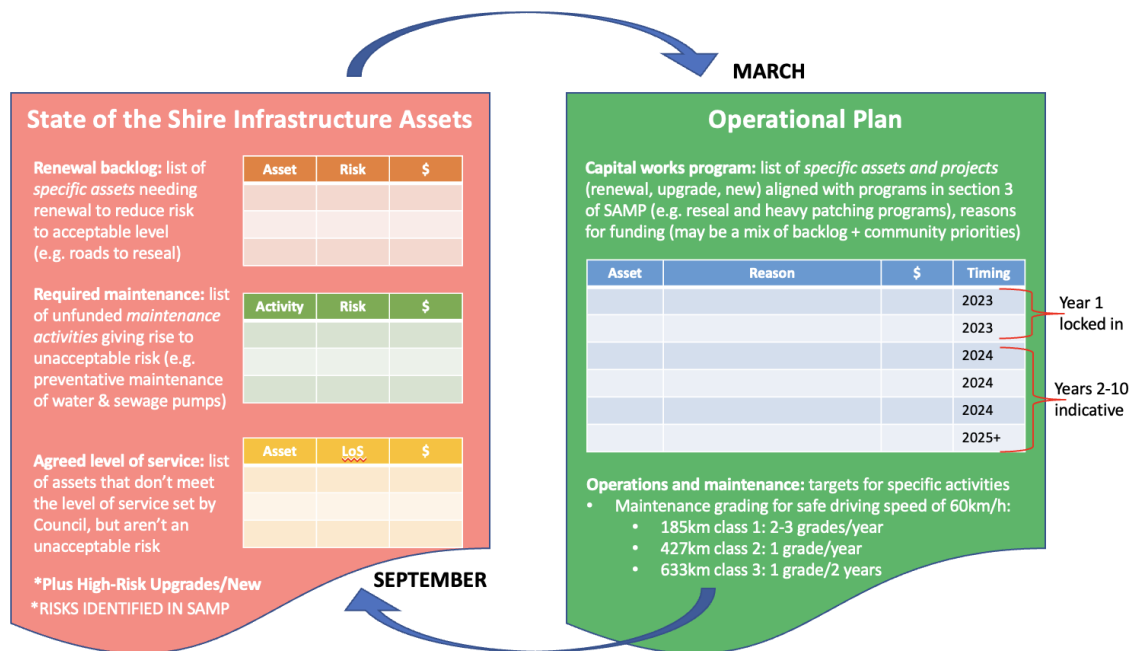 MARCH
State of the Shire Infrastructure Assets
Renewal backlog: list of
specific assets needing
renewal to reduce risk
to acceptable level
(e.g. roads to reseal)
Asset Risk $
Required maintenance: list
of unfunded maintenance
activities giving rise to
unacceptable risk (e.g.
preventative maintenance
of water & sewage pumps)
Activity Risk $
Agreed level of service: list
of assets that don't meet
the level of service set by
Council, but aren't an
unacceptable risk
Asset LoS $
*Plus High-Risk Upgrades/New
*RISKS IDENTIFIED IN SAMP
SEPTEMBER
Operational Plan
Capital works program: list of specific assets and projects
(renewal, upgrade, new) aligned with programs in section 3
of SAMP (e.g. reseal and heavy patching programs), reasons
for funding (may be a mix of backlog + community priorities)
Asset Reason $ Timing
2023
2023
2024
2024
2024
2025+
Year 1
locked in
Years 2-10
indicative
Operations and maintenance: targets for specific activities
• Maintenance grading for safe driving speed of 60km/h:
• 185km class 1: 2-3 grades/year
• 427km class 2: 1 grade/year
• 633km class 3: 1 grade/2 years